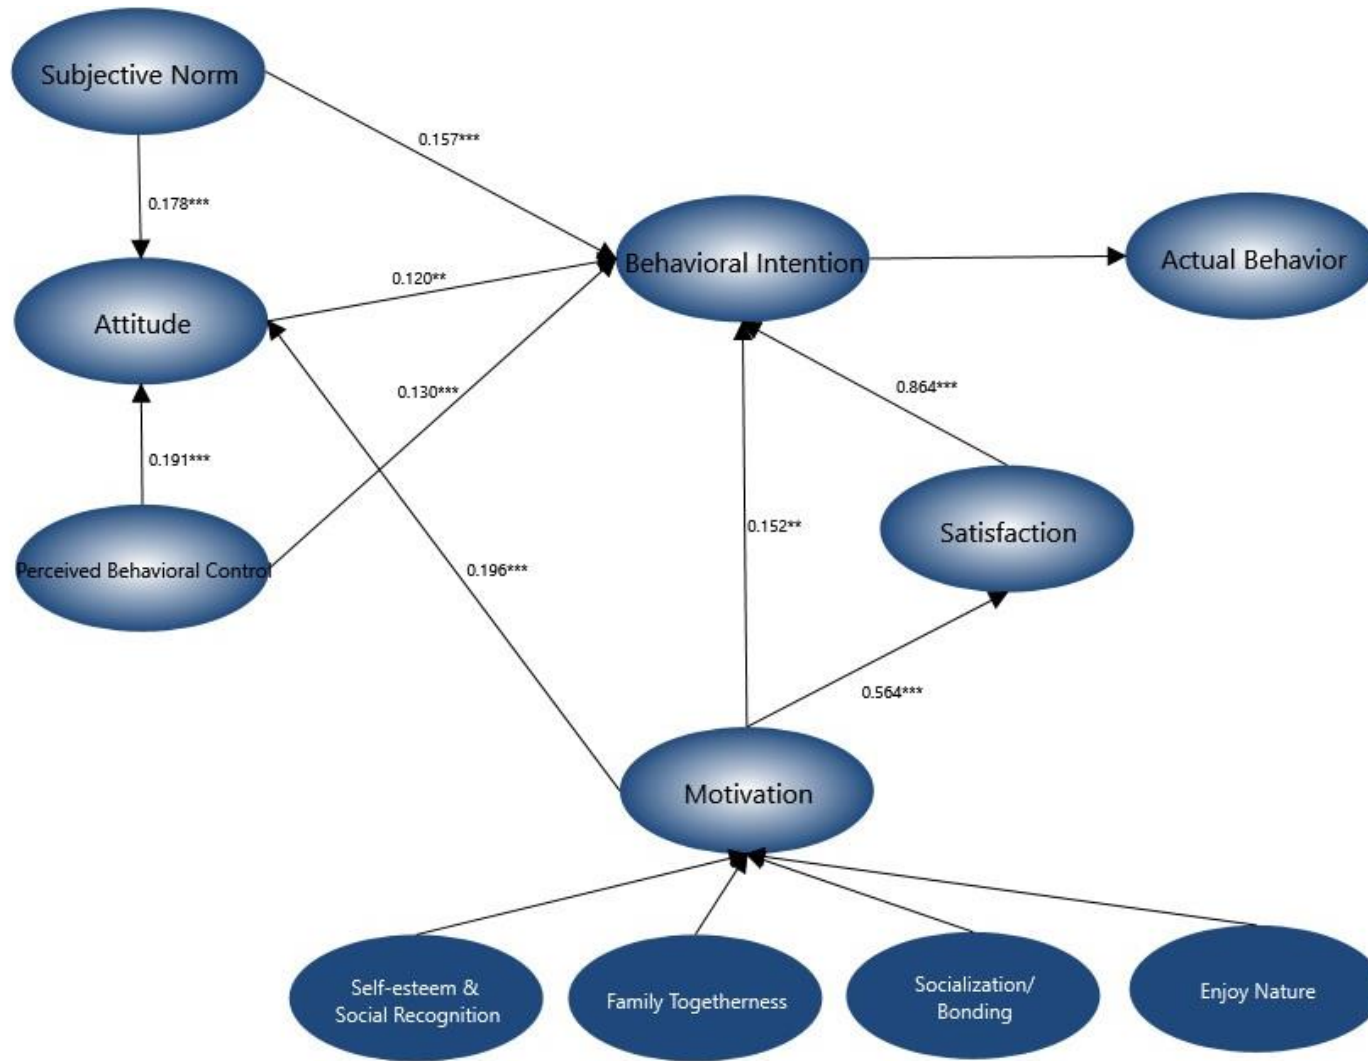 Subjective Norm
0.157***
0.178***
Behavioral Intention
Actual Behavior
0.120**
Attitude
0.130***
0.864***
0.191***
0.152**
Satisfaction
Perceived Behavioral Control
0.196***
0.564***
Motivation
Self-esteem &
Social Recognition
Family Togetherness
Socialization/
Bonding
Enjoy Nature